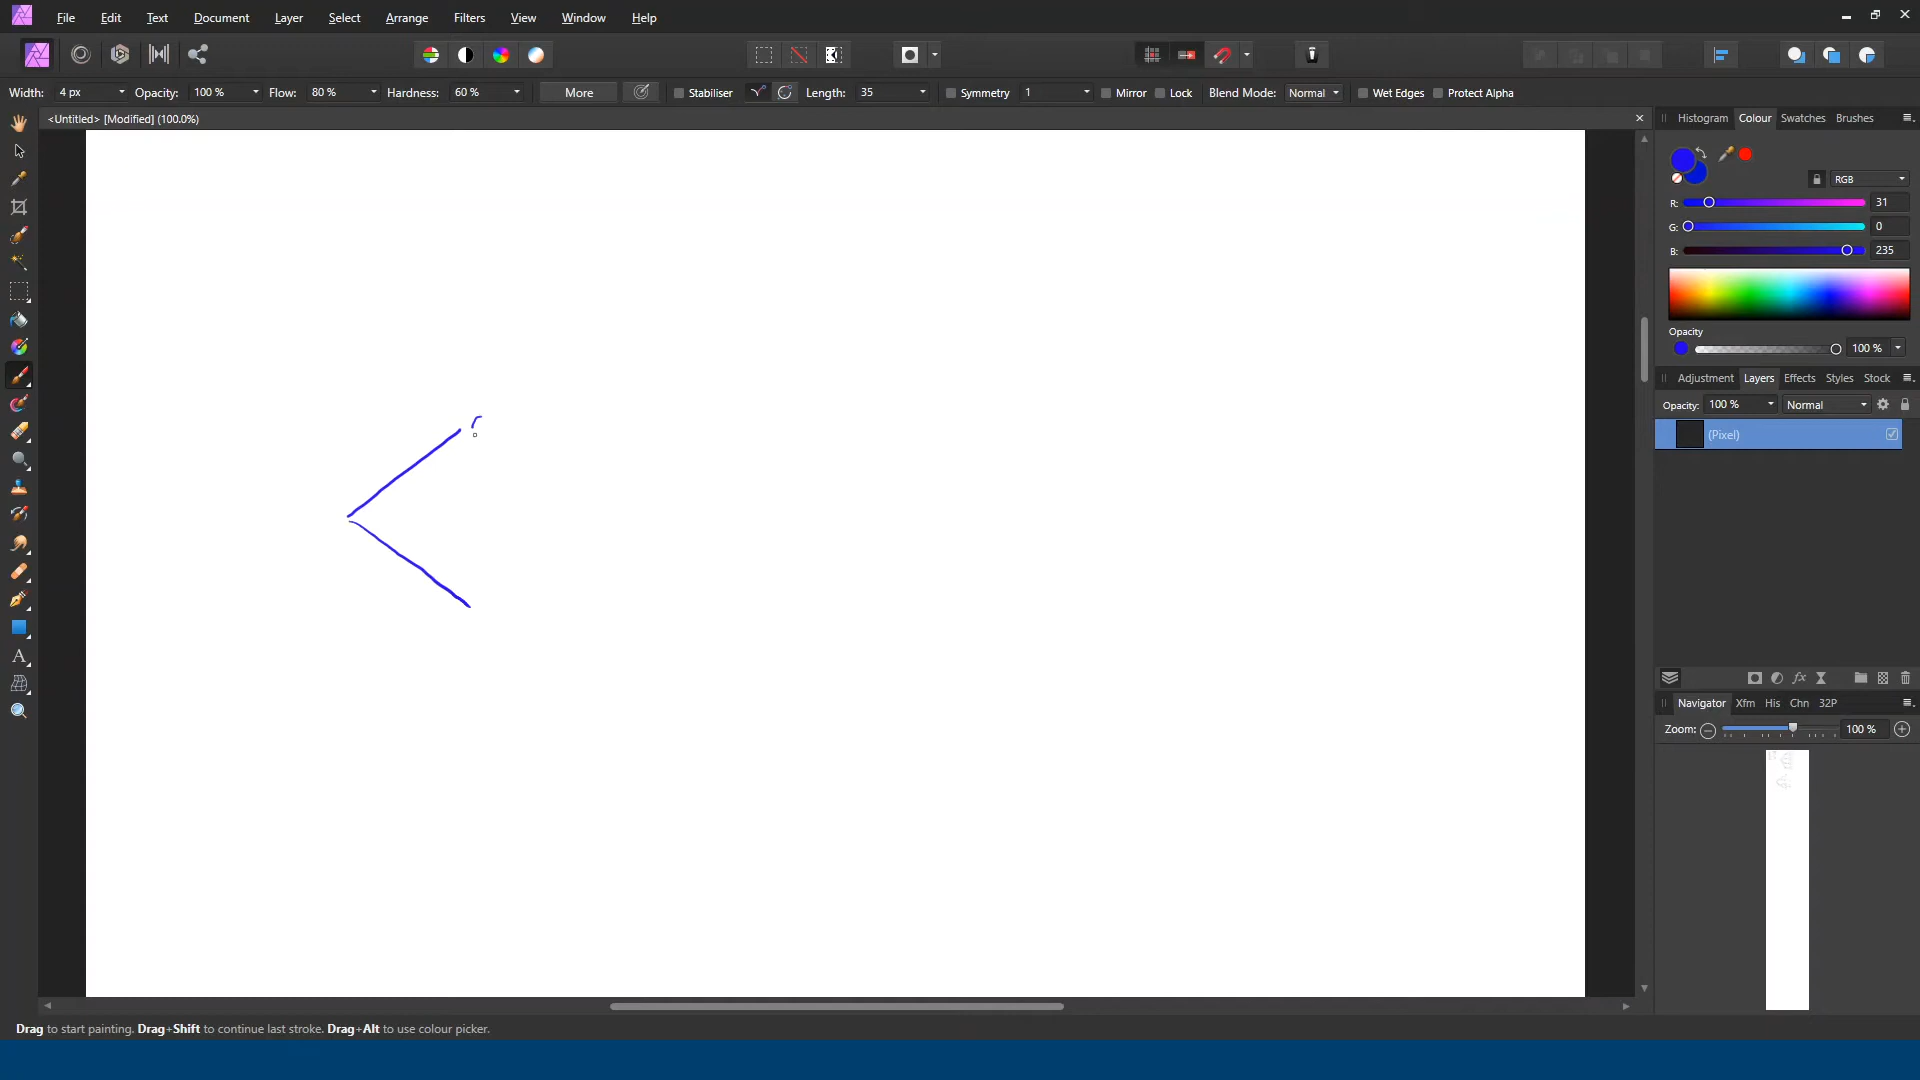 File Edit Text Document Layer Select Arrange Filters View Window Help
Width: 4 px Opacity: 100 % Flow: 80 % Hardness: 60 % More Stabiliser Length: 35 Symmetry 1 Mirror Lock Blend Mode: Normal Wet Edges Protect Alpha
<Untitled> [Modified] (100.0%)
Histogram Colour Swatches Brushes
RGB
R: 31
G: 0
B: 235
Opacity
100 %
Adjustment Layers Effects Styles Stock
Opacity: 100 % Normal
(Pixel)
fx
Navigator Xfm His Chn 32P
Zoom: 100 %
Drag to start painting. Drag+Shift to continue last stroke. Drag+Alt to use colour picker.